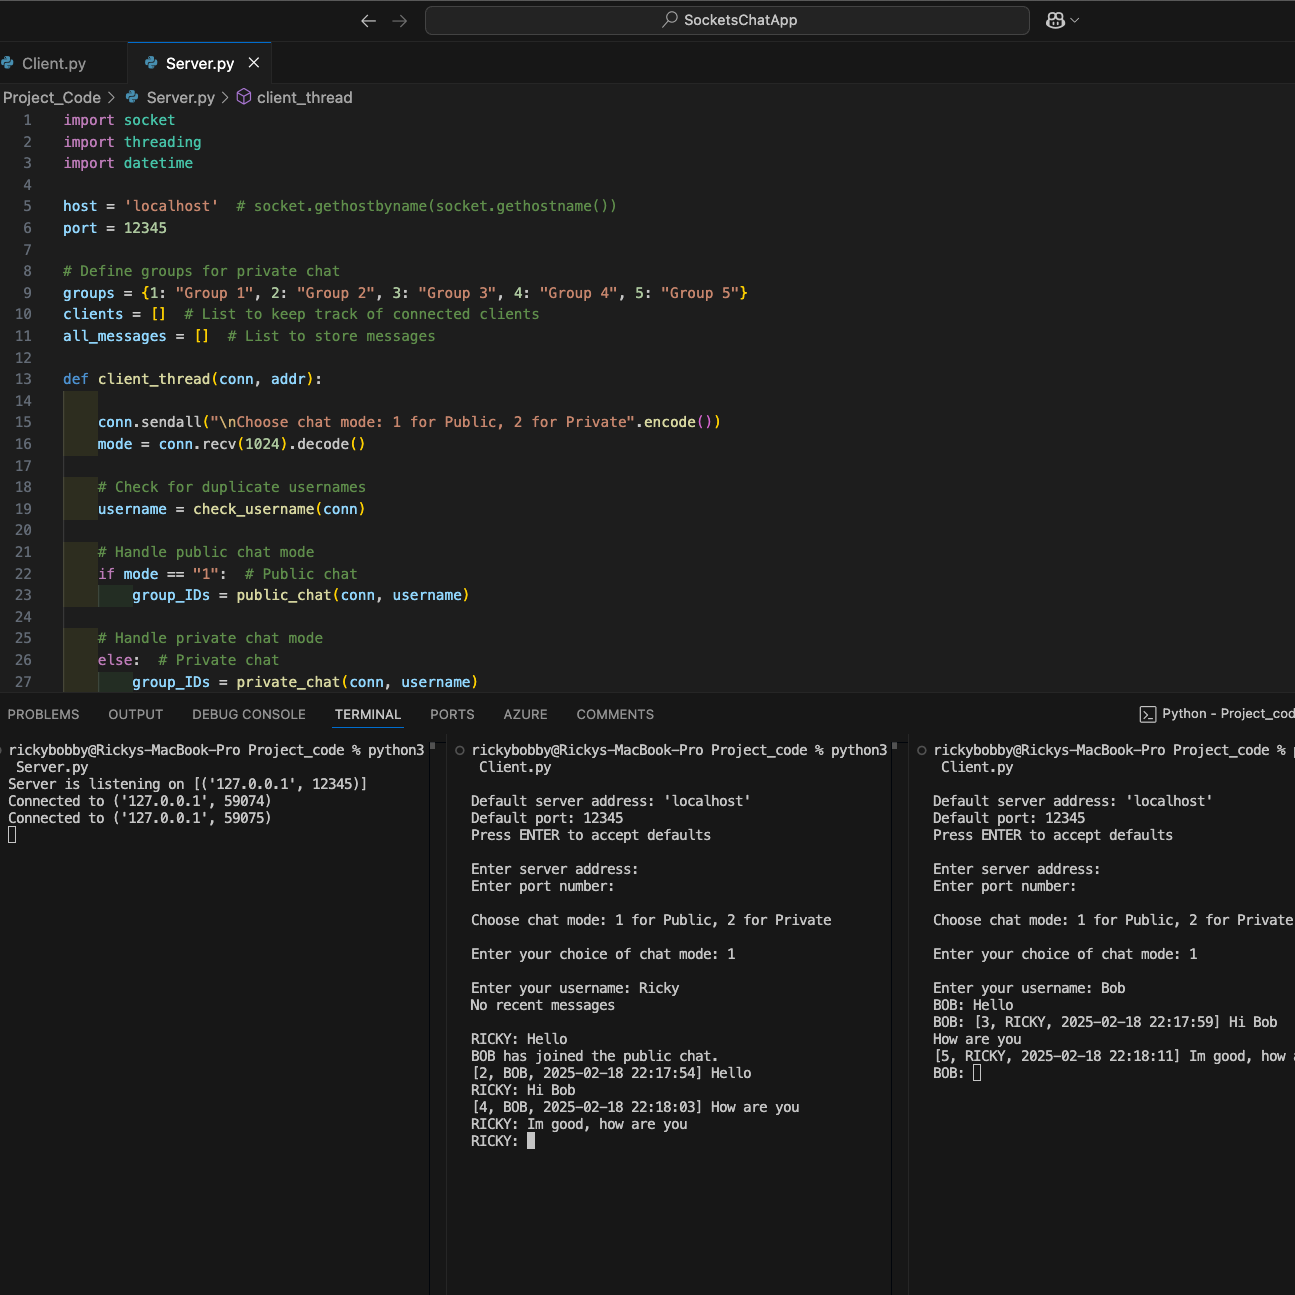 SocketsChatApp
Client.py
Server.py
Project_Code > Server.py > client_thread
1 import socket
2 import threading
3 import datetime
4
5 host = 'localhost'  # socket.gethostbyname(socket.gethostname())
6 port = 12345
7
8 # Define groups for private chat
9 groups = {1: "Group 1", 2: "Group 2", 3: "Group 3", 4: "Group 4", 5: "Group 5"}
10 clients = []  # List to keep track of connected clients
11 all_messages = []  # List to store messages
12
13 def client_thread(conn, addr):
14
15     conn.sendall("\nChoose chat mode: 1 for Public, 2 for Private".encode())
16     mode = conn.recv(1024).decode()
17
18     # Check for duplicate usernames
19     username = check_username(conn)
20
21     # Handle public chat mode
22     if mode == "1":  # Public chat
23         group_IDs = public_chat(conn, username)
24
25     # Handle private chat mode
26     else:  # Private chat
27         group_IDs = private_chat(conn, username)
PROBLEMS OUTPUT DEBUG CONSOLE TERMINAL PORTS AZURE COMMENTS
Python - Project_cod
rickybobby@Rickys-MacBook-Pro Project_code % python3
Server.py
Server is listening on [('127.0.0.1', 12345)]
Connected to ('127.0.0.1', 59074)
Connected to ('127.0.0.1', 59075)
rickybobby@Rickys-MacBook-Pro Project_code % python3
Client.py
Default server address: 'localhost'
Default port: 12345
Press ENTER to accept defaults
Enter server address:
Enter port number:
Choose chat mode: 1 for Public, 2 for Private
Enter your choice of chat mode: 1
Enter your username: Ricky
No recent messages
RICKY: Hello
BOB has joined the public chat.
[2, BOB, 2025-02-18 22:17:54] Hello
RICKY: Hi Bob
[4, BOB, 2025-02-18 22:18:03] How are you
RICKY: Im good, how are you
RICKY:
rickybobby@Rickys-MacBook-Pro Project_code %
Client.py
Default server address: 'localhost'
Default port: 12345
Press ENTER to accept defaults
Enter server address:
Enter port number:
Choose chat mode: 1 for Public, 2 for Private
Enter your choice of chat mode: 1
Enter your username: Bob
BOB: Hello
BOB: [3, RICKY, 2025-02-18 22:17:59] Hi Bob
How are you
[5, RICKY, 2025-02-18 22:18:11] Im good, how
BOB: